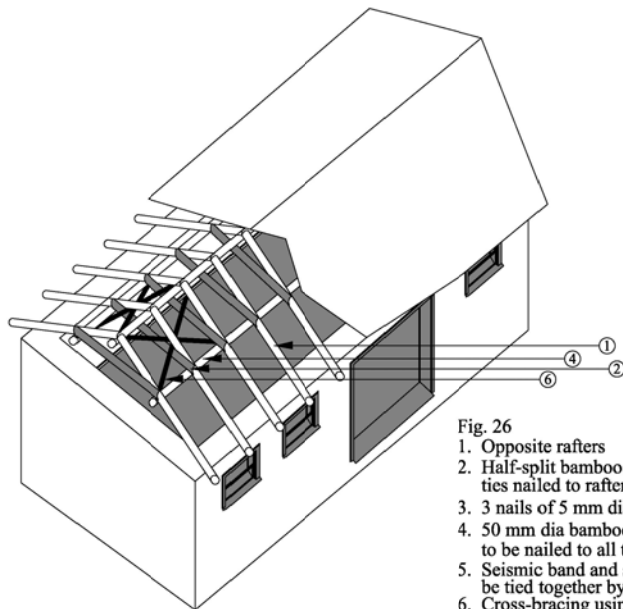 ①
④
②
⑥
Fig. 26
1. Opposite rafters
2. Half-split bamboo
ties nailed to rafter
3. 3 nails of 5 mm di
4. 50 mm dia bamboo
to be nailed to all t
5. Seismic band and
be tied together by
6. Cross-bracing using